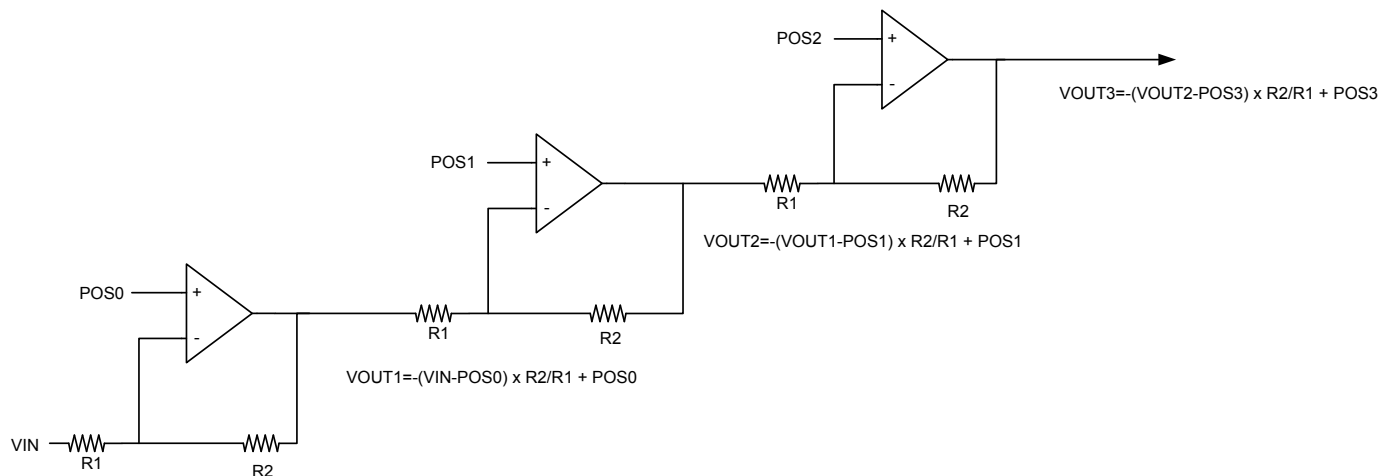 POS2
+
-
VOUT3=-(VOUT2-POS3) x R2/R1 + POS3
POS1
+
-
R1
R2
VOUT2=-(VOUT1-POS1) x R2/R1 + POS1
POS0
+
-
R1
R2
VOUT1=-(VIN-POS0) x R2/R1 + POS0
VIN
R1
R2